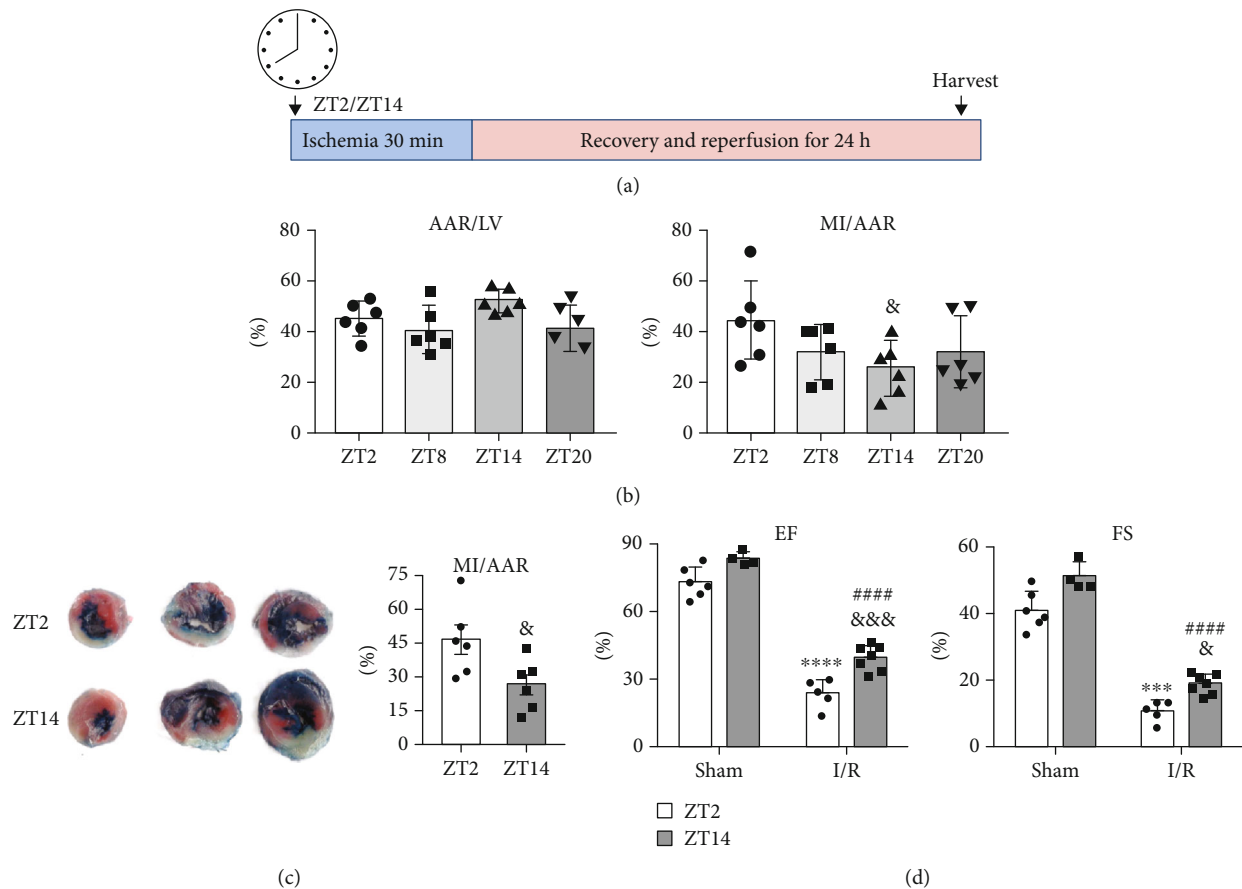 ZT2/ZT14
Harvest
Ischemia 30 min
Recovery and reperfusion for 24 h
(a)
AAR/LV
(%)
80
60
40
20
0
ZT2 ZT8 ZT14 ZT20
MI/AAR
(%)
80
60
40
20
0
&
ZT2 ZT8 ZT14 ZT20
(b)
ZT2
ZT14
MI/AAR
(%)
75
60
45
30
15
0
&
ZT2 ZT14
(c)
EF
(%)
90
60
30
0
####
&&&
****
Sham I/R
FS
(%)
60
40
20
0
####
&
***
Sham I/R
ZT2
ZT14
(d)